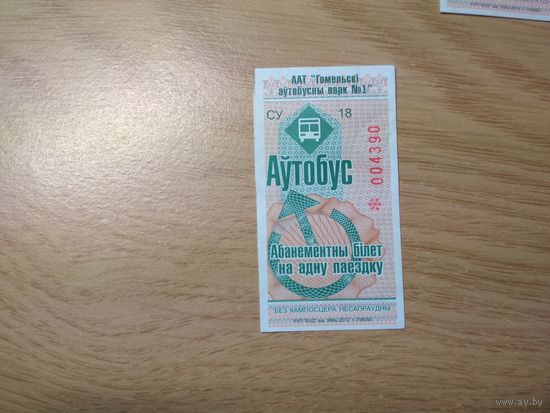 ААТ "Гомельскі
аўтобусны парк №1"
СУ 18
004390
Аўтобус
Абанементны білет
на адну паездку
БЕЗ КАМПОСЦЕРА НЕСАПРАЎДНЫ
www.ay.by